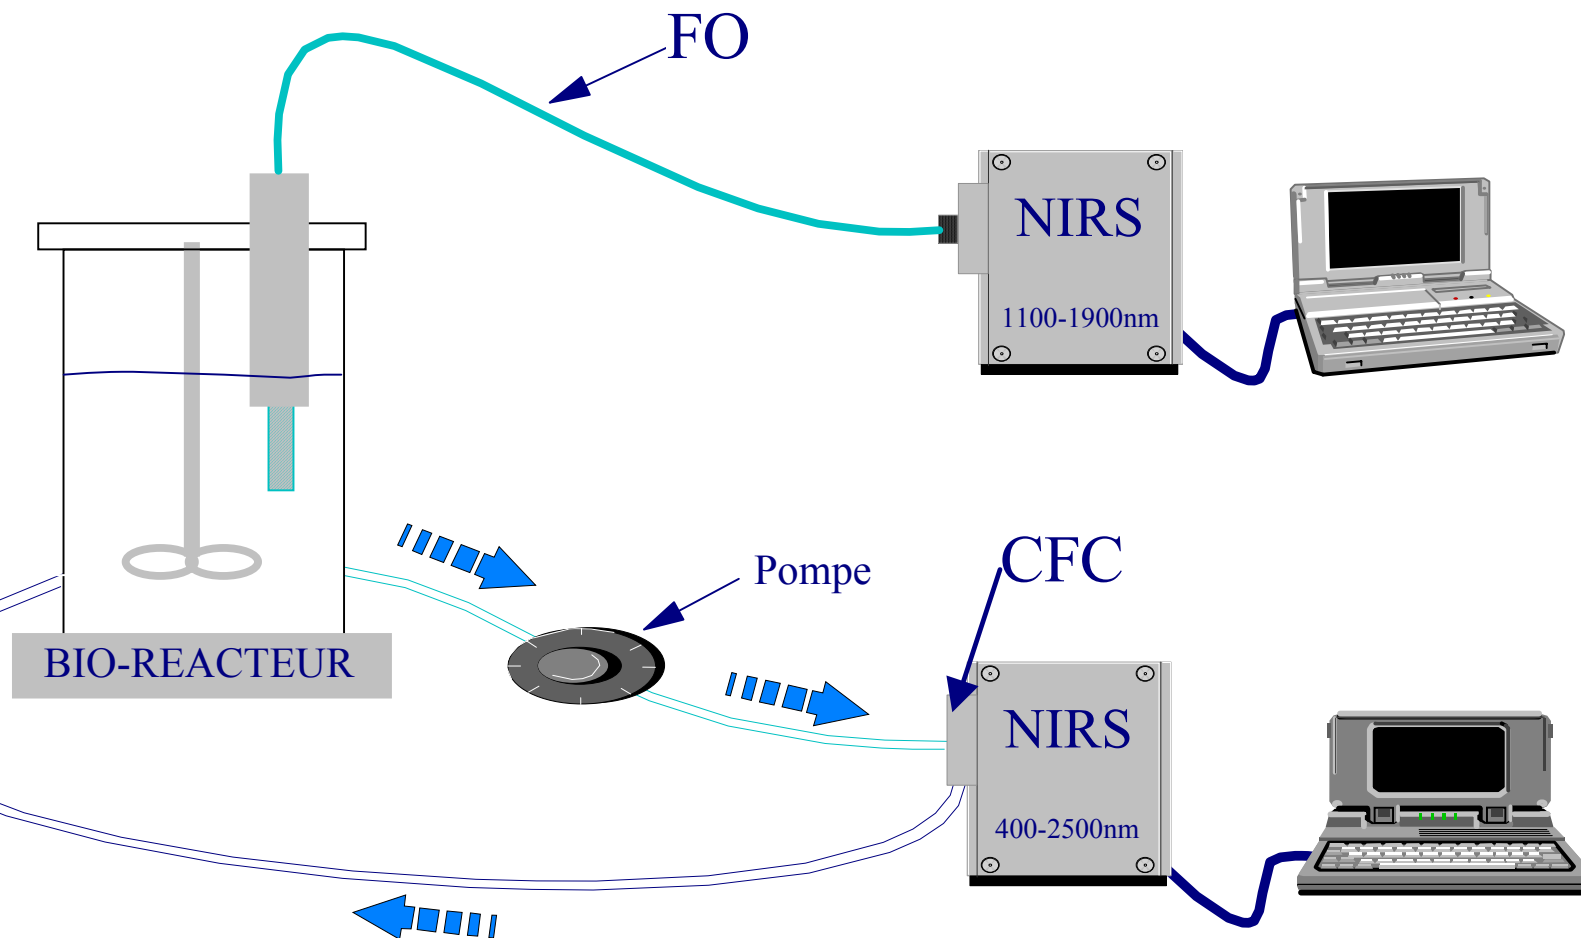 FO
NIRS
1100-1900nm
Pompe
CFC
BIO-REACTEUR
NIRS
400-2500nm